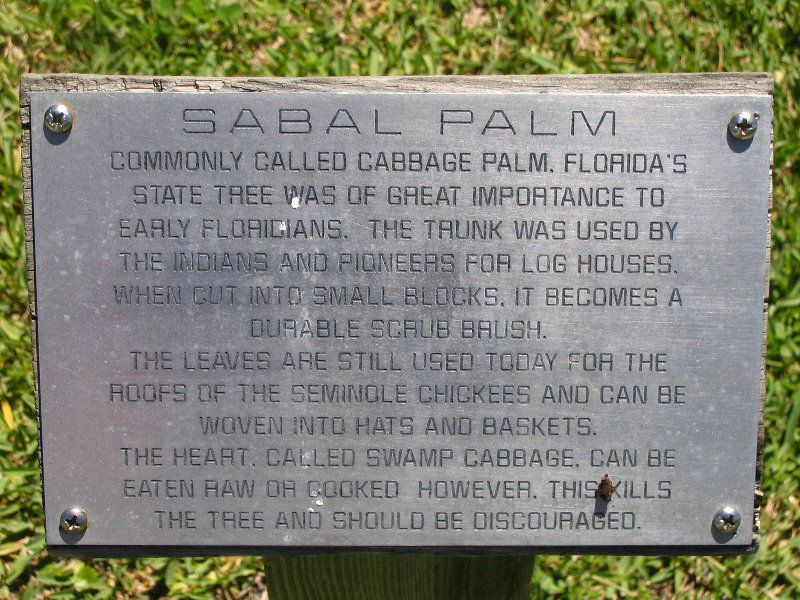 SABAL PALM
COMMONLY CALLED CABBAGE PALM. FLORIDA'S
STATE TREE WAS OF GREAT IMPORTANCE TO
EARLY FLORIDIANS. THE TRUNK WAS USED BY
THE INDIANS AND PIONEERS FOR LOG HOUSES.
WHEN CUT INTO SMALL BLOCKS, IT BECOMES A
DURABLE SCRUB BRUSH.
THE LEAVES ARE STILL USED TODAY FOR THE
ROOFS OF THE SEMINOLE CHICKEES AND CAN BE
WOVEN INTO HATS AND BASKETS.
THE HEART, CALLED SWAMP CABBAGE, CAN BE
EATEN RAW OR COOKED HOWEVER, THIS KILLS
THE TREE AND SHOULD BE DISCOURAGED.